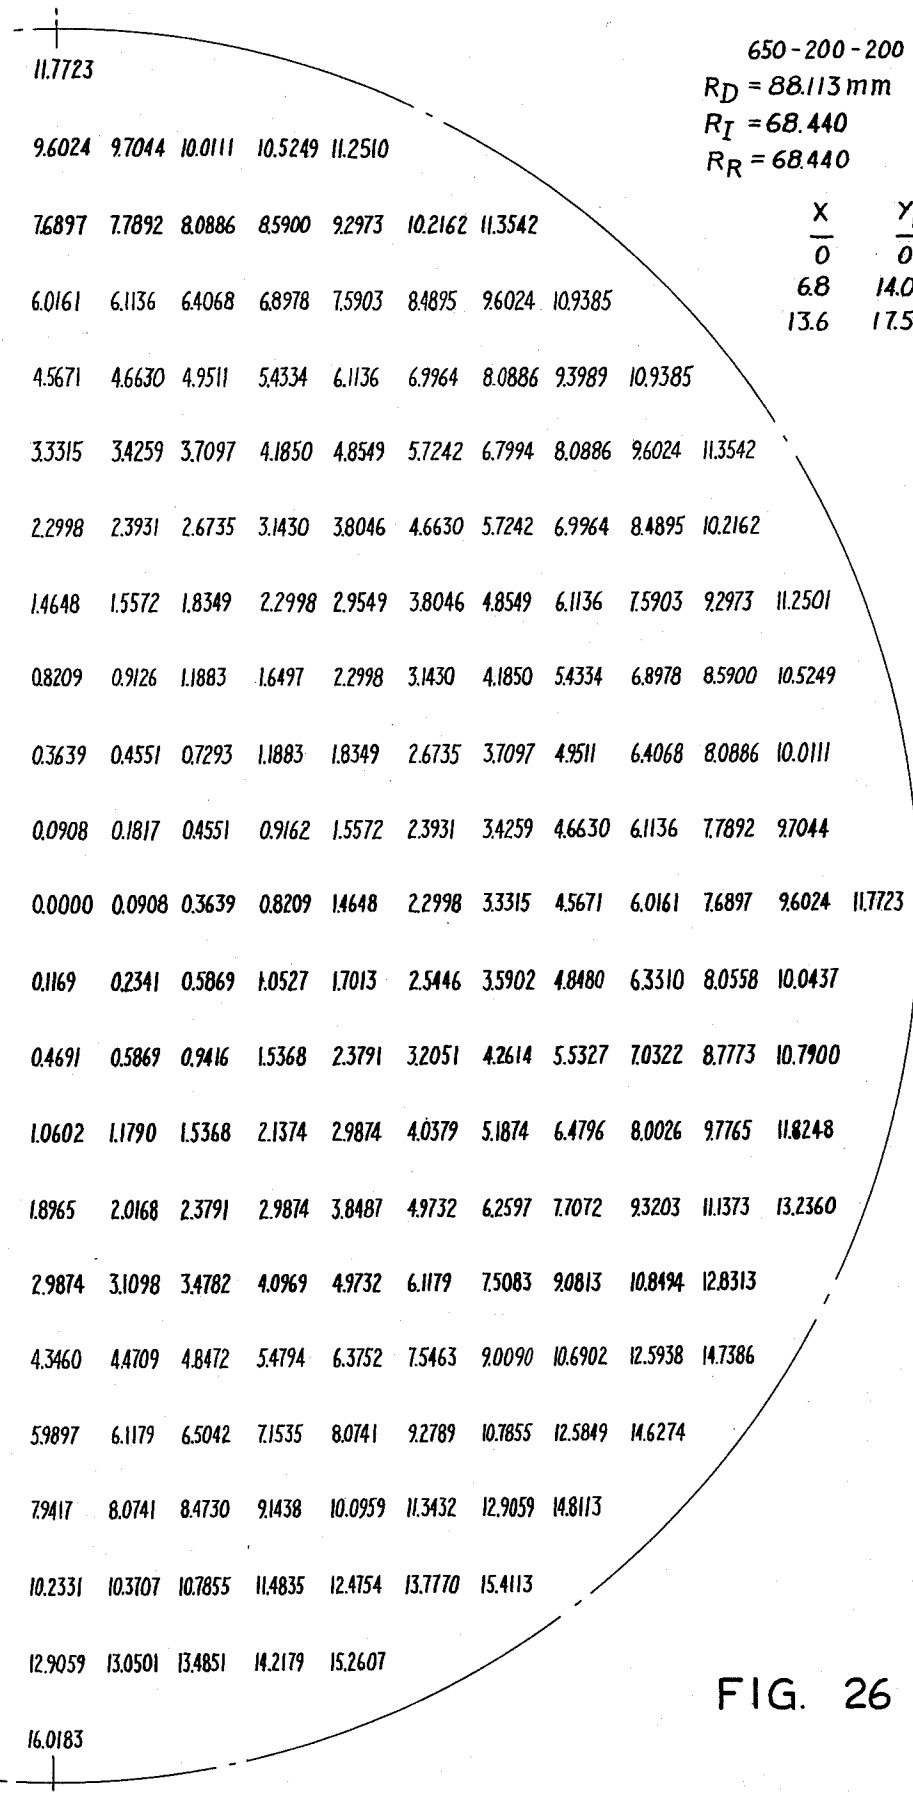 11.7723
650-200-200
RD = 88.113 mm
RI = 68.440
RR = 68.440
X Y
0 0
6.8 14.0
13.6 17.5
9.6024 9.7044 10.0111 10.5249 11.2510
7.6897 7.7892 8.0886 8.5900 9.2973 10.2162 11.3542
6.0161 6.1136 6.4068 6.8978 7.5903 8.4895 9.6024 10.9385
4.5671 4.6630 4.9511 5.4334 6.1136 6.9964 8.0886 9.3989 10.9385
3.3315 3.4259 3.7097 4.1850 4.8549 5.7242 6.7994 8.0886 9.6024 11.3542
2.2998 2.3931 2.6735 3.1430 3.8046 4.6630 5.7242 6.9964 8.4895 10.2162
1.4648 1.5572 1.8349 2.2998 2.9549 3.8046 4.8549 6.1136 7.5903 9.2973 11.2501
0.8209 0.9126 1.1883 1.6497 2.2998 3.1430 4.1850 5.4334 6.8978 8.5900 10.5249
0.3639 0.4551 0.7293 1.1883 1.8349 2.6735 3.7097 4.9511 6.4068 8.0886 10.0111
0.0908 0.1817 0.4551 0.9162 1.5572 2.3931 3.4259 4.6630 6.1136 7.7892 9.7044
0.0000 0.0908 0.3639 0.8209 1.4648 2.2998 3.3315 4.5671 6.0161 7.6897 9.6024 11.7723
0.1169 0.2341 0.5869 1.0527 1.7013 2.5446 3.5902 4.8480 6.3310 8.0558 10.0437
0.4691 0.5869 0.9416 1.5368 2.3791 3.2051 4.2614 5.5327 7.0322 8.7773 10.7900
1.0602 1.1790 1.5368 2.1374 2.9874 4.0379 5.1874 6.4796 8.0026 9.7765 11.8248
1.8965 2.0168 2.3791 2.9874 3.8487 4.9732 6.2597 7.7072 9.3203 11.1373 13.2360
2.9874 3.1098 3.4782 4.0969 4.9732 6.1179 7.5083 9.0813 10.8494 12.8313
4.3460 4.4709 4.8472 5.4794 6.3752 7.5463 9.0090 10.6902 12.5938 14.7386
5.9897 6.1179 6.5042 7.1535 8.0741 9.2789 10.7855 12.5849 14.6274
7.9417 8.0741 8.4730 9.1438 10.0959 11.3432 12.9059 14.8113
10.2331 10.3707 10.7855 11.4835 12.4754 13.7770 15.4113
12.9059 13.0501 13.4851 14.2179 15.2607
16.0183
FIG. 26